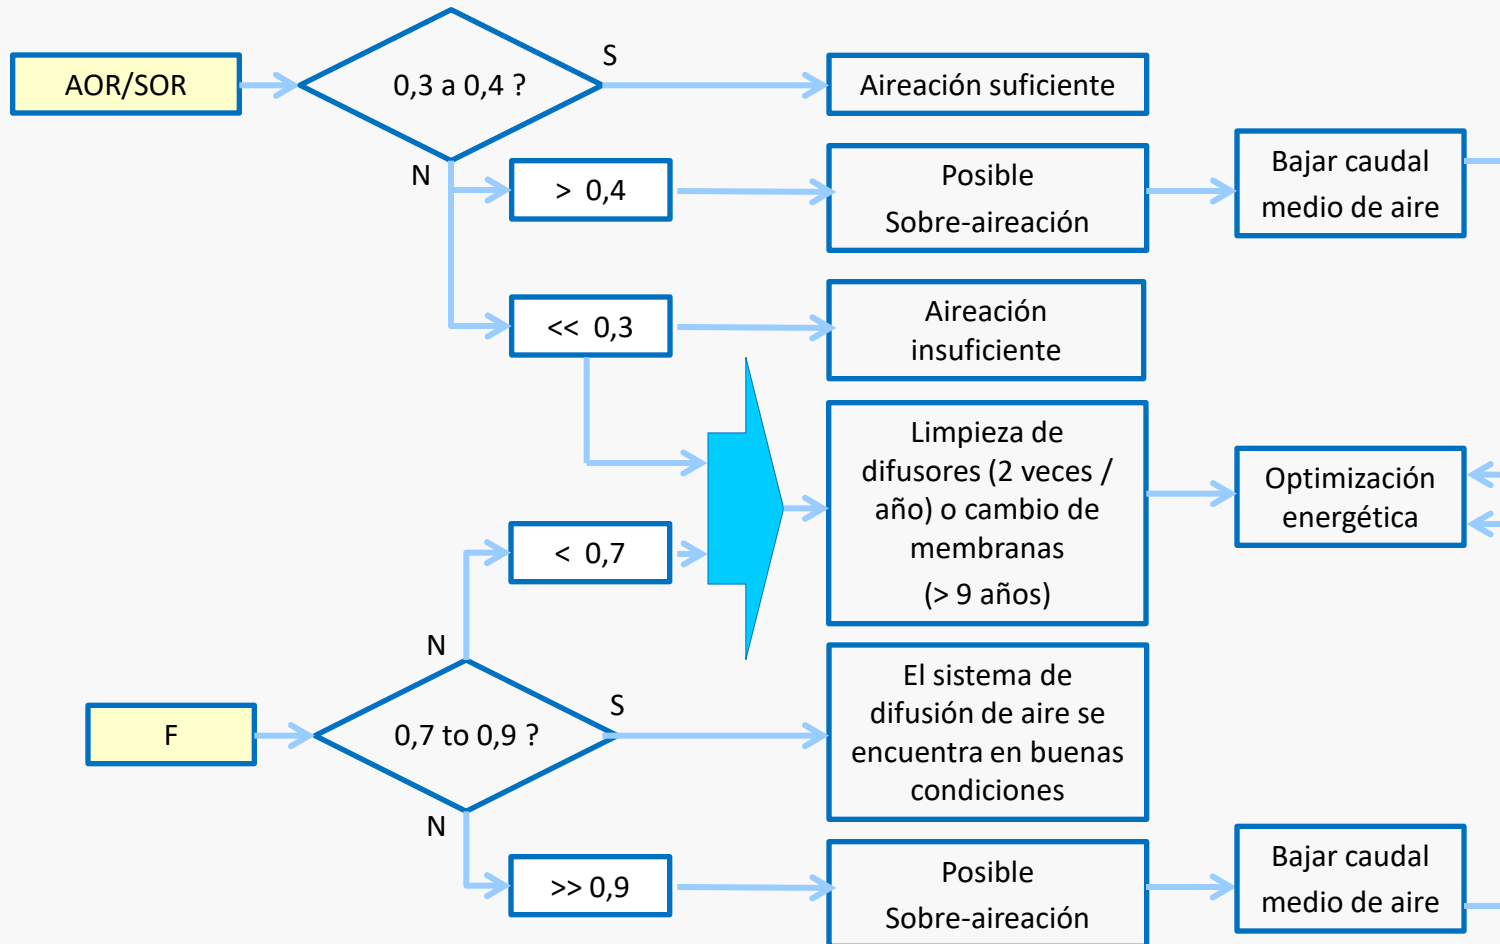 AOR/SOR
0,3 a 0,4 ?
S
Aireación suficiente
N
> 0,4
Posible
Sobre-aireación
Bajar caudal
medio de aire
<< 0,3
Aireación
insuficiente
Limpieza de
difusores (2 veces /
año) o cambio de
membranas
(> 9 años)
Optimización
energética
< 0,7
N
F
0,7 to 0,9 ?
S
El sistema de
difusión de aire se
encuentra en buenas
condiciones
N
>> 0,9
Posible
Sobre-aireación
Bajar caudal
medio de aire